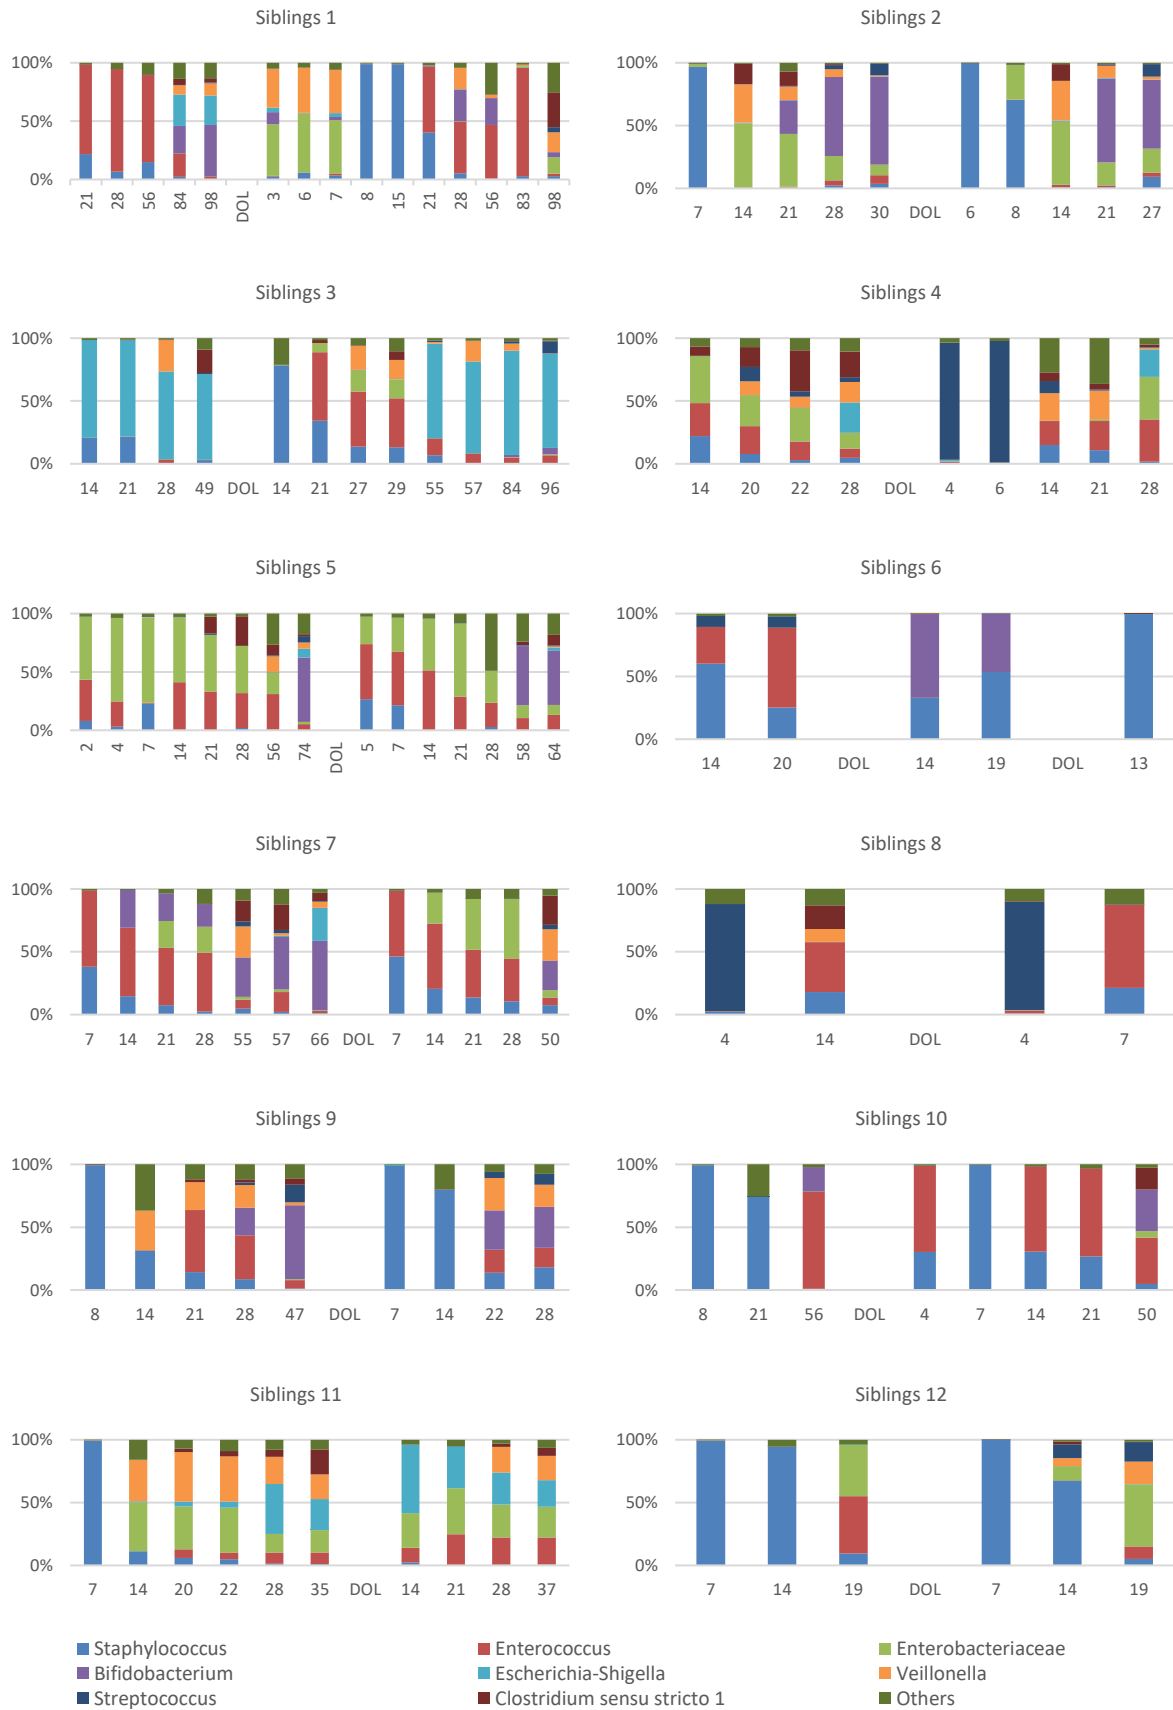 Siblings 1
Siblings 2
100%
50%
0%
21 28 56 84 98 DOL 3 6 7 8 15 21 28 56 83 98
100%
50%
0%
7 14 21 28 30 DOL 6 8 14 21 27
Siblings 3
Siblings 4
100%
50%
0%
14 21 28 49 DOL 14 21 27 29 55 57 84 96
100%
50%
0%
14 20 22 28 DOL 4 6 14 21 28
Siblings 5
Siblings 6
100%
50%
0%
2 4 7 14 21 28 56 74 DOL 5 7 14 21 28 58 64
100%
50%
0%
14 20 DOL 14 19 DOL 13
Siblings 7
Siblings 8
100%
50%
0%
7 14 21 28 55 57 66 DOL 7 14 21 28 50
100%
50%
0%
4 14 DOL 4 7
Siblings 9
Siblings 10
100%
50%
0%
8 14 21 28 47 DOL 7 14 22 28
100%
50%
0%
8 21 56 DOL 4 7 14 21 50
Siblings 11
Siblings 12
100%
50%
0%
7 14 20 22 28 35 DOL 14 21 28 37
100%
50%
0%
7 14 19 DOL 7 14 19
Staphylococcus Enterococcus Enterobacteriaceae
Bifidobacterium Escherichia-Shigella Veillonella
Streptococcus Clostridium sensu stricto 1 Others